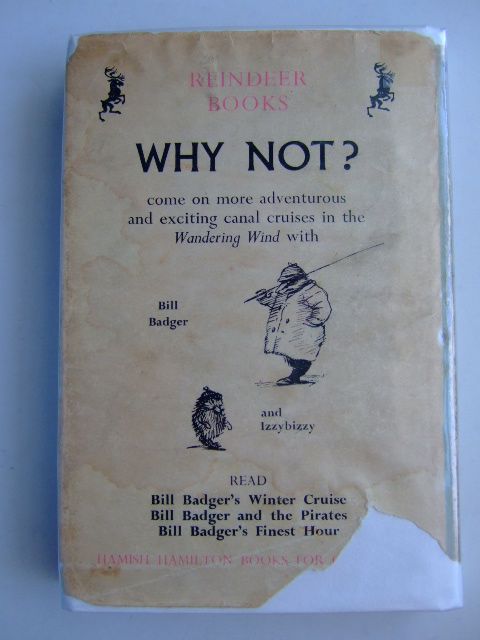 REINDEER
BOOKS
WHY NOT?
come on more adventurous
and exciting canal cruises in the
Wandering Wind with
Bill
Badger
and
Izzybizzy
READ
Bill Badger's Winter Cruise
Bill Badger and the Pirates
Bill Badger's Finest Hour
HAMISH HAMILTON BOOKS FOR